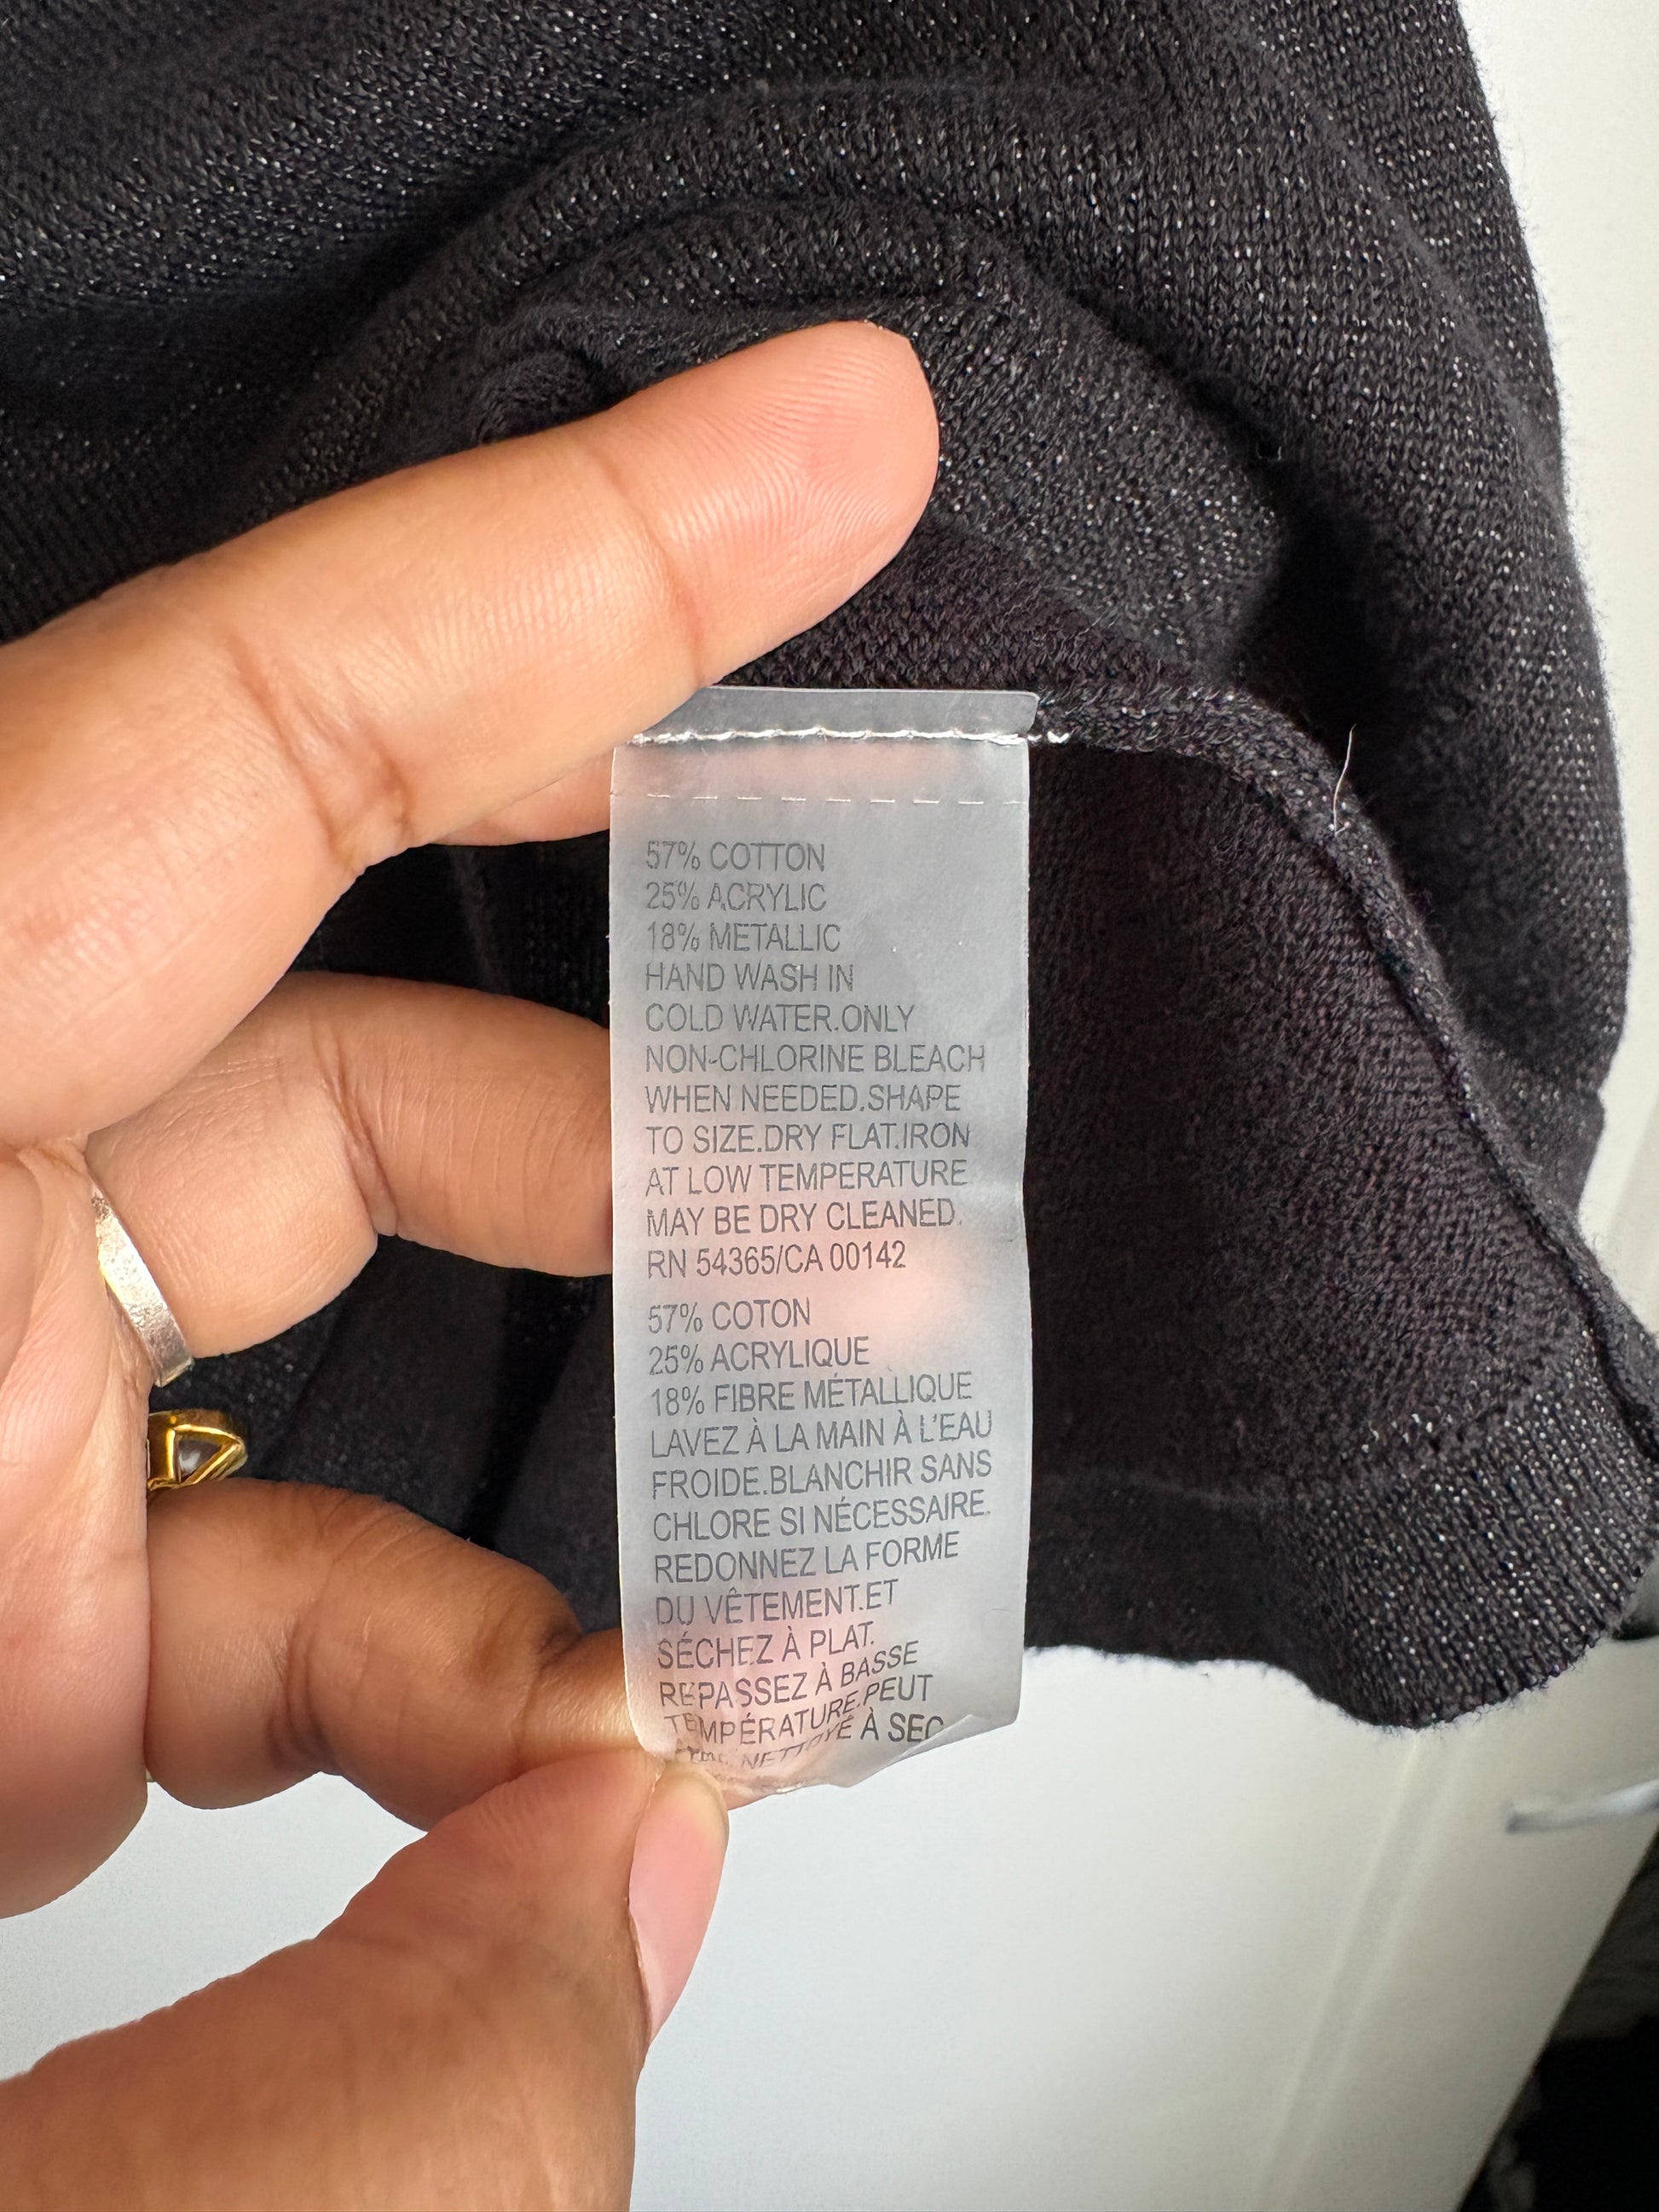 57% COTTON
25% ACRYLIC
18% METALLIC
HAND WASH IN
COLD WATER.ONLY
NON-CHLORINE BLEACH
WHEN NEEDED.SHAPE
TO SIZE.DRY FLAT.IRON
AT LOW TEMPERATURE
MAY BE DRY CLEANED.
RN 54365/CA 00142
57% COTON
25% ACRYLIQUE
18% FIBRE MÉTALLIQUE
LAVEZ À LA MAIN À L'EAU
FROIDE.BLANCHIR SANS
CHLORE SI NÉCESSAIRE.
REDONNEZ LA FORME
DU VÊTEMENT.ET
SÉCHEZ À PLAT.
REPASSEZ À BASSE
TEMPÉRATURE.PEUT
NETTOYÉ À SEC